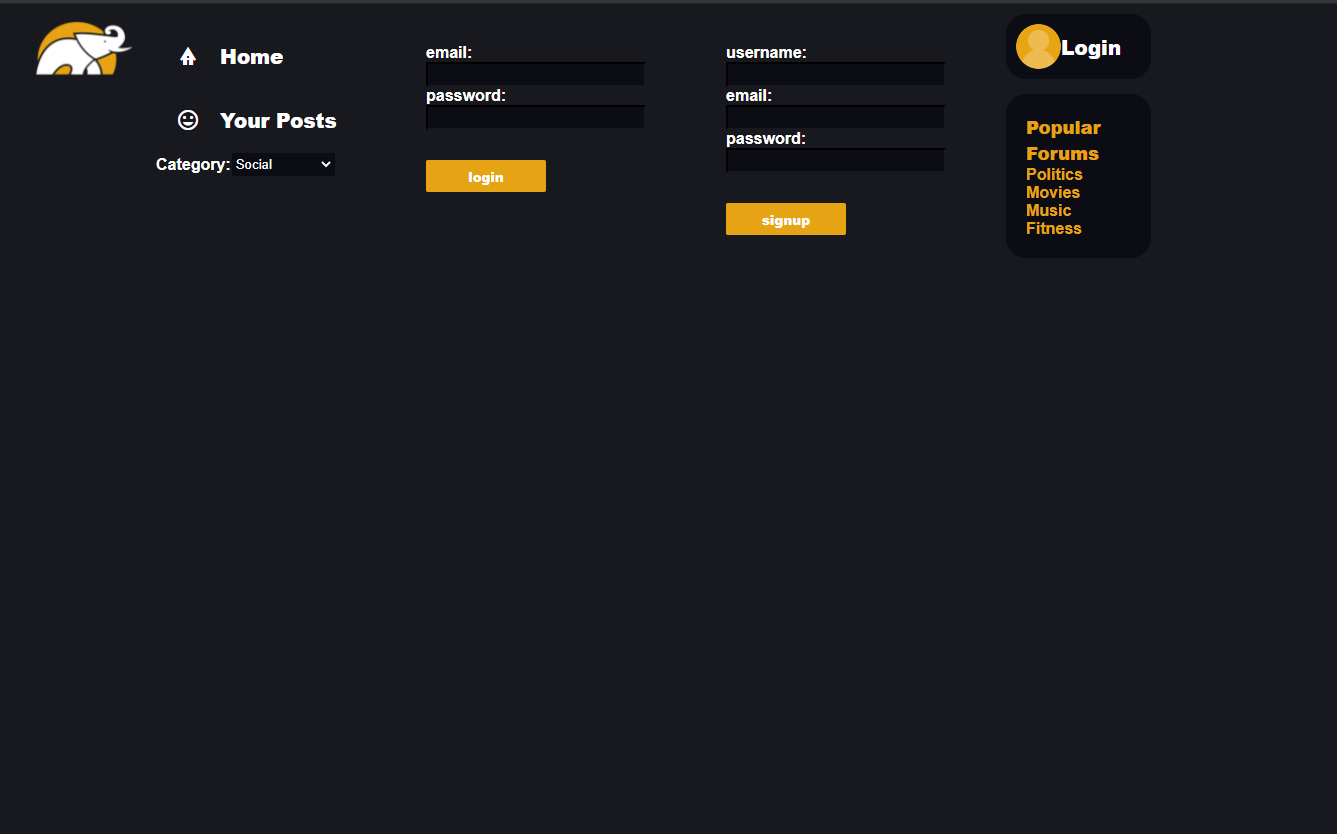 Home
Your Posts
Category: Social
email:
password:
login
username:
email:
password:
signup
Login
Popular
Forums
Politics
Movies
Music
Fitness